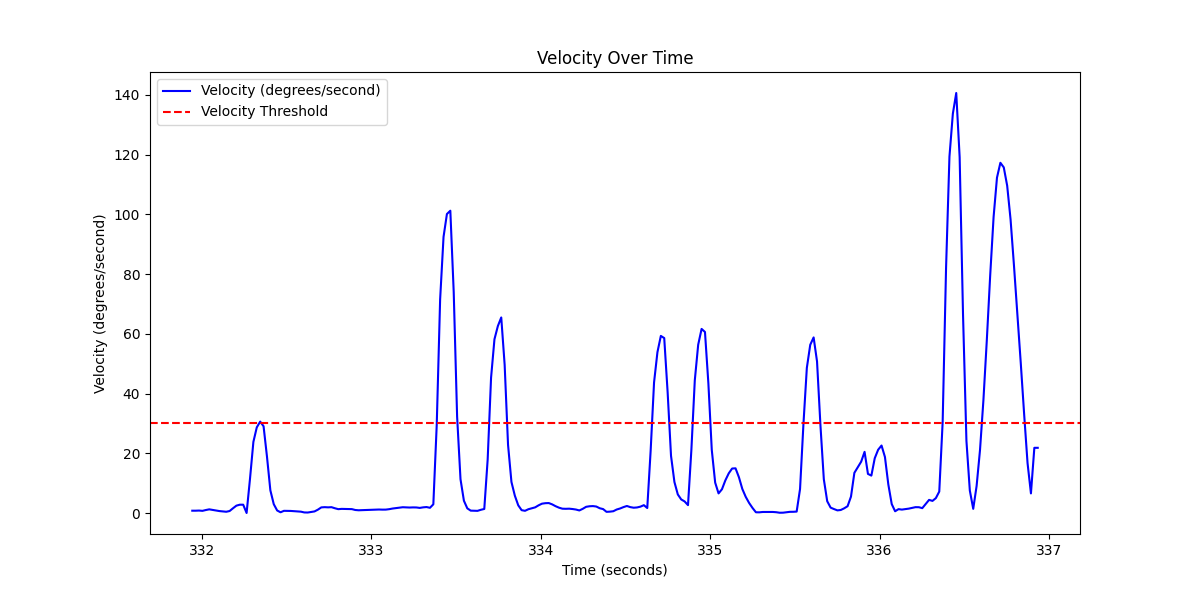 Velocity Over Time
Velocity (degrees/second)
Velocity Threshold
140
120
100
80
60
40
20
0
Velocity (degrees/second)
332 333 334 335 336 337
Time (seconds)